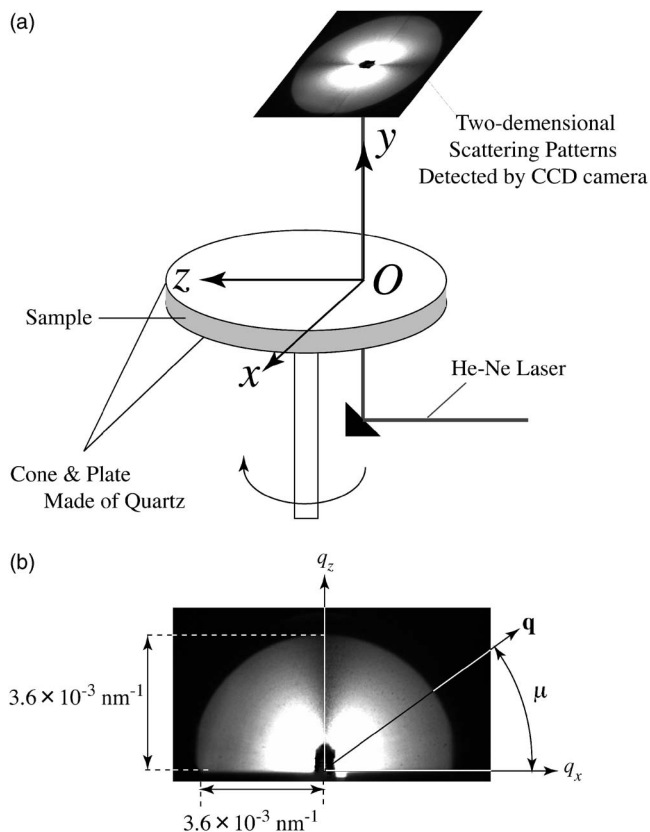 (a)
Two-demensional
Scattering Patterns
Detected by CCD camera
y
z
O
Sample
x
He-Ne Laser
Cone & Plate
Made of Quartz
(b)
q_z
q
3.6 × 10⁻³ nm⁻¹
μ
q_x
3.6 × 10⁻³ nm⁻¹